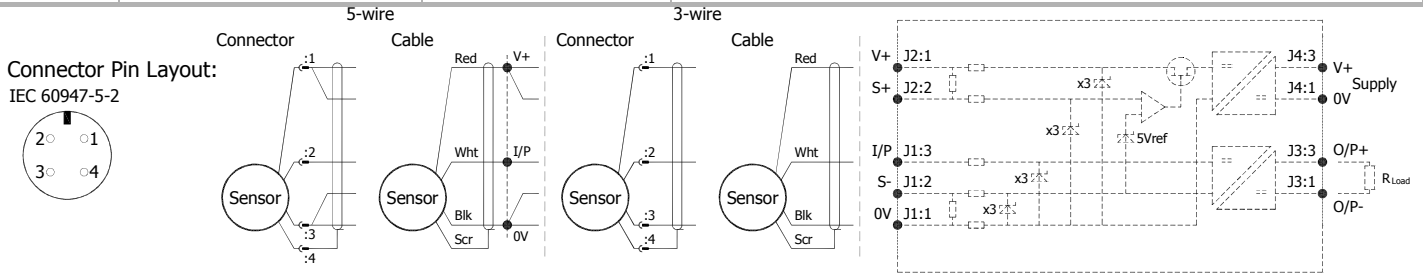 5-wire
3-wire
Connector Pin Layout:
IEC 60947-5-2
2 1
3 4
Connector
:1
:2
:3
:4
Sensor
Cable
Red
Wht
Blk
Scr
Sensor
V+
I/P
0V
Connector
:1
:2
:3
:4
Sensor
Cable
Red
Wht
Blk
Scr
Sensor
V+ J2:1
S+ J2:2
I/P J1:3
S- J1:2
0V J1:1
x3
x3
x3
x3
5Vref
J4:3 V+
Supply
J4:1 0V
J3:3 O/P+
RLoad
J3:1
O/P-